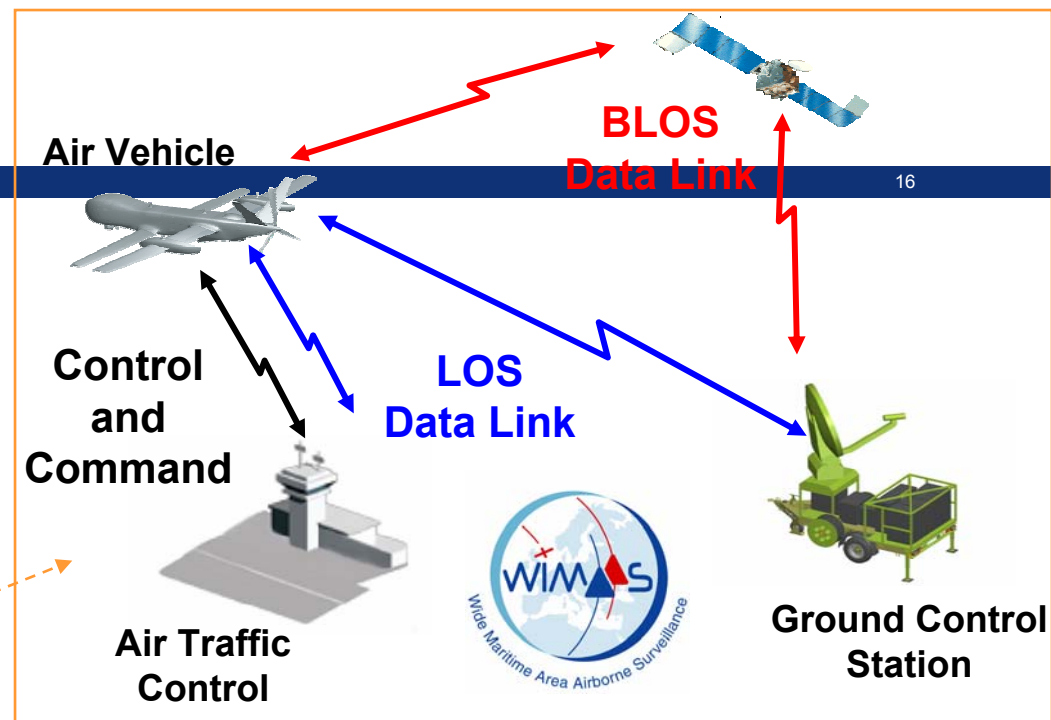 BLOS
Data Link
Air Vehicle
16
Control
and
Command
LOS
Data Link
WIMAS
Wide Maritime Area Airborne Surveillance
Air Traffic
Control
Ground Control
Station